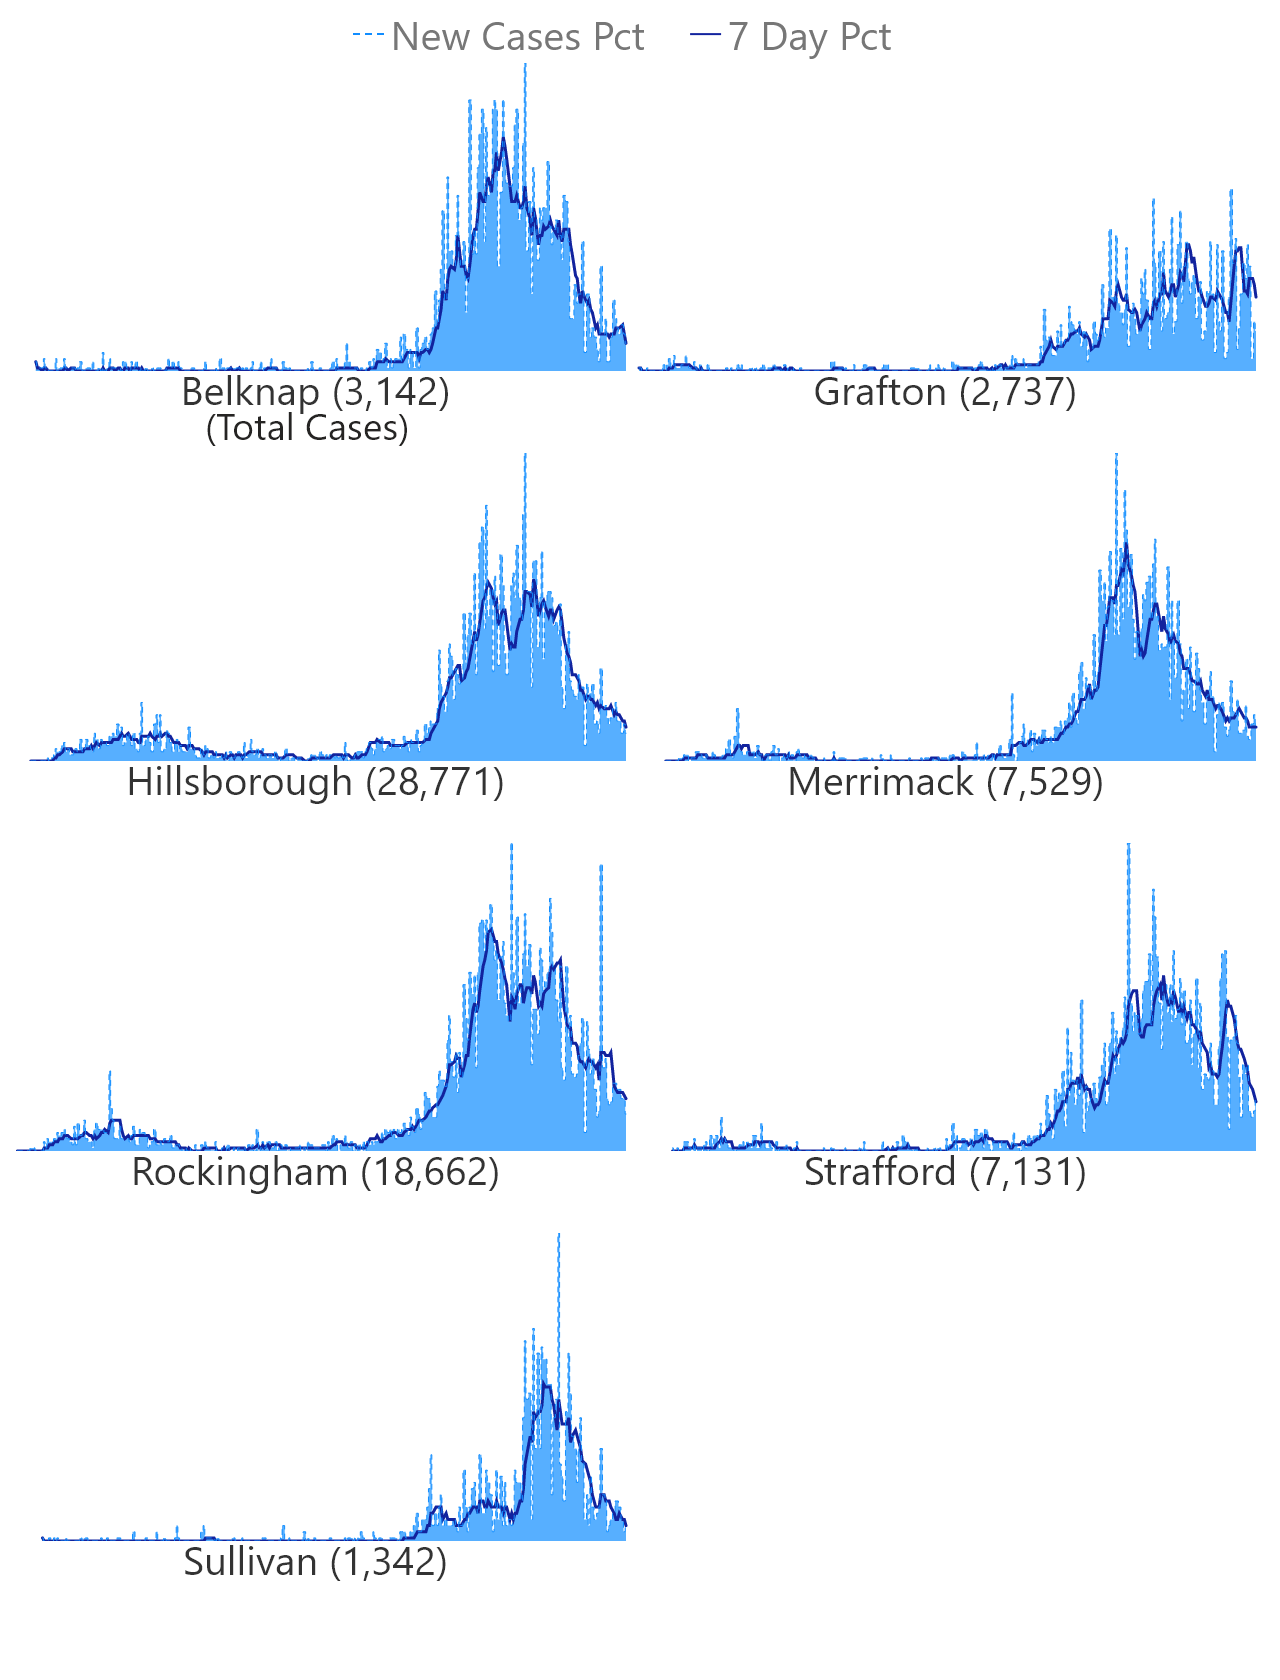 New Cases Pct 7 Day Pct
Belknap (3,142)
(Total Cases)
Grafton (2,737)
Hillsborough (28,771)
Merrimack (7,529)
Rockingham (18,662)
Strafford (7,131)
Sullivan (1,342)